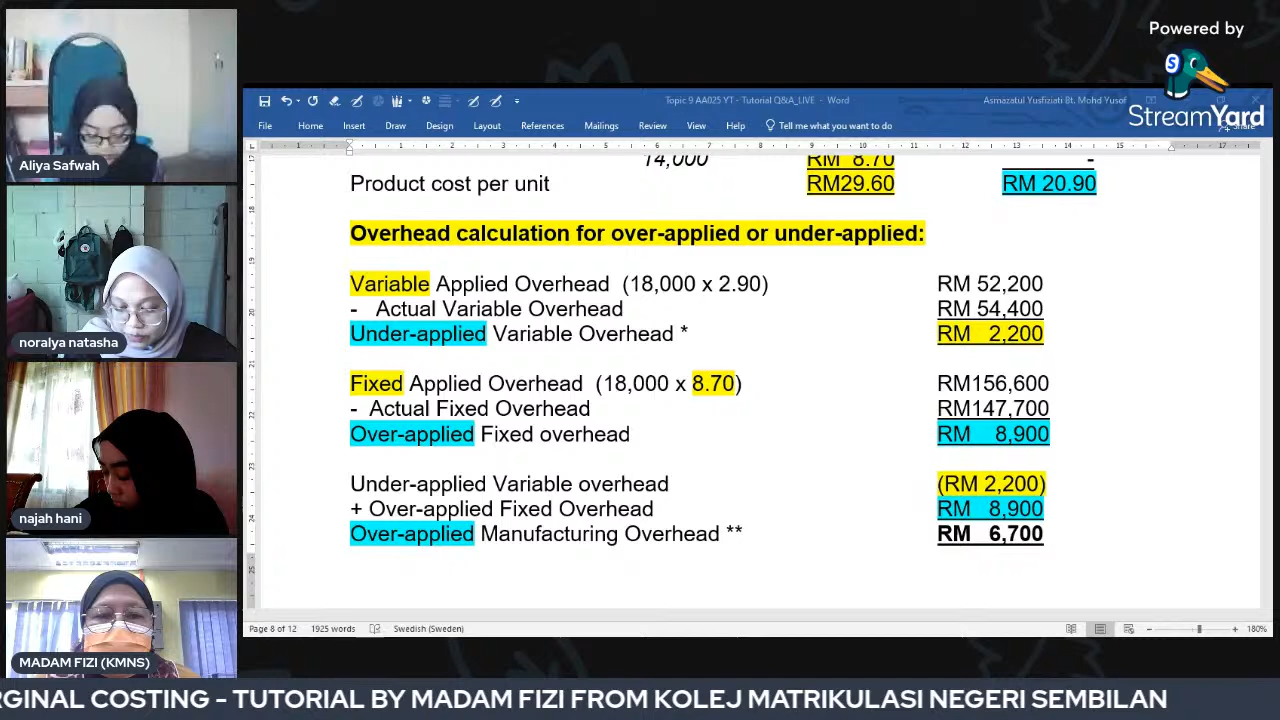 Powered by
StreamYard
Topic 9 AA025 YT - Tutorial Q&A_LIVE - Word
Asmazatul Yusfiziati Bt. Mohd Yusof
File Home Insert Draw Design Layout References Mailings Review View Help Tell me what you want to do
Share
14,000 RM 8.70 -
Product cost per unit RM29.60 RM 20.90
Overhead calculation for over-applied or under-applied:
Variable Applied Overhead (18,000 x 2.90) RM 52,200
- Actual Variable Overhead RM 54,400
Under-applied Variable Overhead * RM 2,200
Fixed Applied Overhead (18,000 x 8.70) RM156,600
- Actual Fixed Overhead RM147,700
Over-applied Fixed overhead RM 8,900
Under-applied Variable overhead (RM 2,200)
+ Over-applied Fixed Overhead RM 8,900
Over-applied Manufacturing Overhead ** RM 6,700
Page 8 of 12 1925 words Swedish (Sweden) 180%
Aliya Safwah
noralya natasha
najah hani
MADAM FIZI (KMNS)
RGINAL COSTING - TUTORIAL BY MADAM FIZI FROM KOLEJ MATRIKULASI NEGERI SEMBILAN